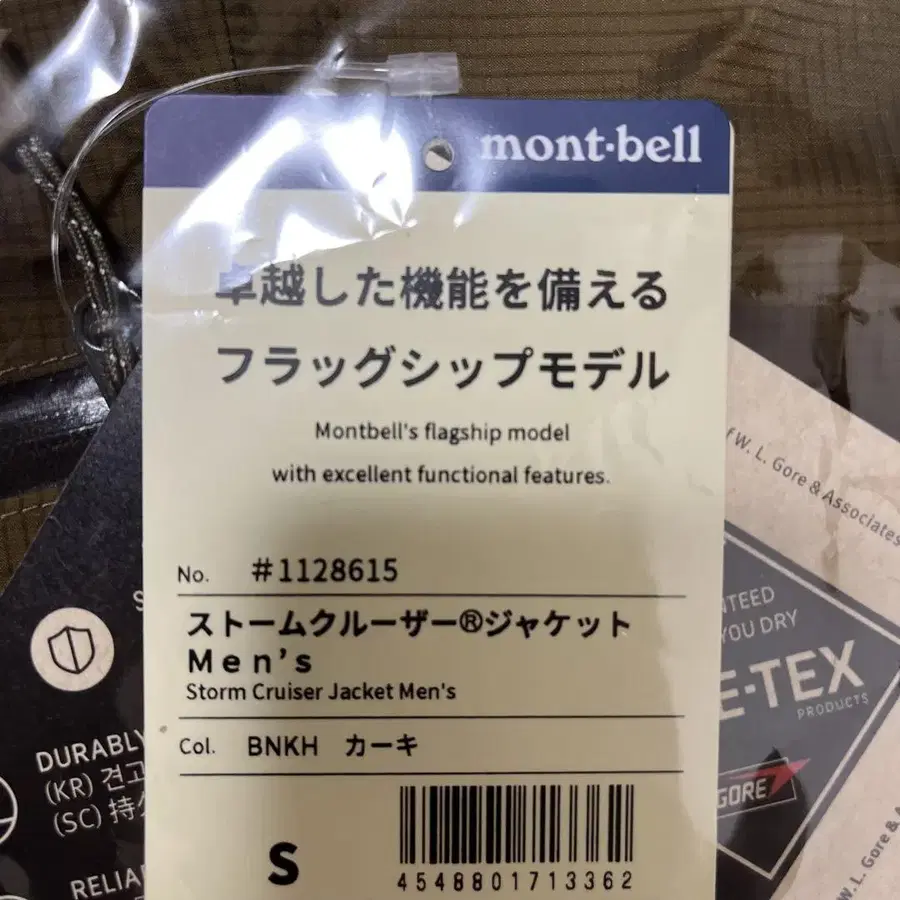 mont·bell
卓越した機能を備える
フラッグシップモデル
Montbell's flagship model
with excellent functional features.
No. #1128615
ストームクルーザー®ジャケット
Men's
Storm Cruiser Jacket Men's
Col. BNKH カーキ
S
4548801713362
DURABLY
(KR) 견고
(SC) 持久
W. L. Gore & Associates
YOU DRY
E-TEX
PRODUCTS
GORE
W. L. Gore &